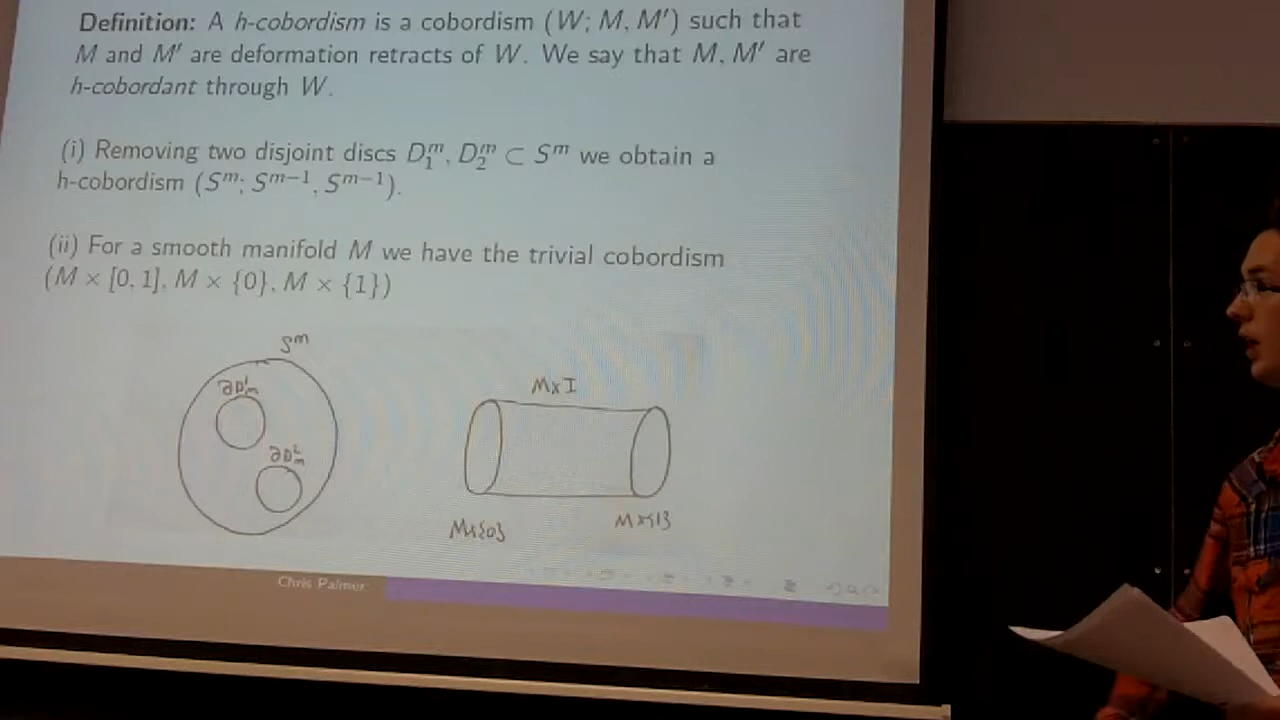 Definition: A h-cobordism is a cobordism (W; M, M′) such that
M and M′ are deformation retracts of W. We say that M, M′ are
h-cobordant through W.
(i) Removing two disjoint discs D₁ᵐ, D₂ᵐ ⊂ Sᵐ we obtain a
h-cobordism (Sᵐ; Sᵐ⁻¹, Sᵐ⁻¹).
(ii) For a smooth manifold M we have the trivial cobordism
(M × [0, 1], M × {0}, M × {1})
Sᵐ
∂D¹ₘ
∂D²ₘ
M×I
M×{0}
M×{1}
Chris Palmer